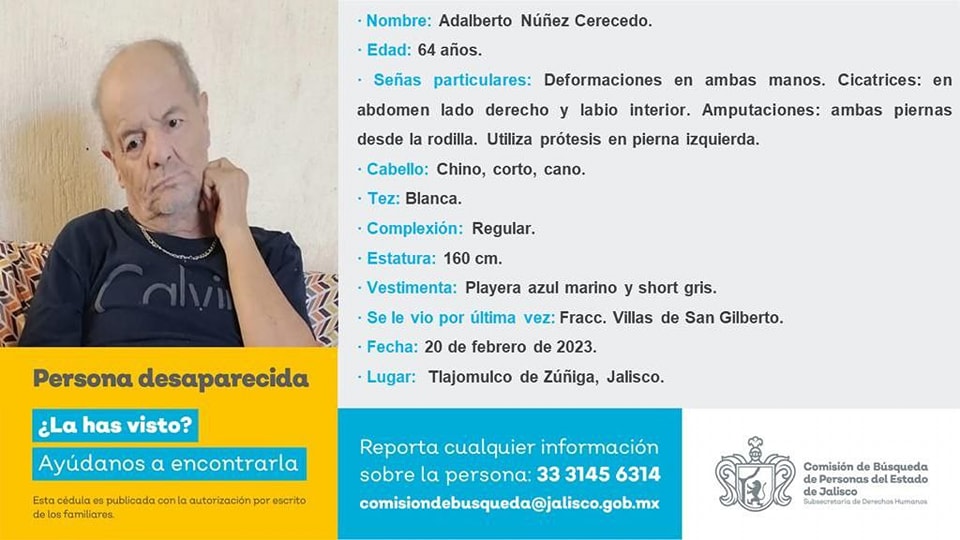 Calvin
· Nombre: Adalberto Núñez Cerecedo.
· Edad: 64 años.
· Señas particulares: Deformaciones en ambas manos. Cicatrices: en
abdomen lado derecho y labio interior. Amputaciones: ambas piernas
desde la rodilla. Utiliza prótesis en pierna izquierda.
· Cabello: Chino, corto, cano.
· Tez: Blanca.
· Complexión: Regular.
· Estatura: 160 cm.
· Vestimenta: Playera azul marino y short gris.
· Se le vio por última vez: Fracc. Villas de San Gilberto.
· Fecha: 20 de febrero de 2023.
· Lugar: Tlajomulco de Zúñiga, Jalisco.
Persona desaparecida
¿La has visto?
Ayúdanos a encontrarla
Esta cédula es publicada con la autorización por escrito
de los familiares.
Reporta cualquier información
sobre la persona: 33 3145 6314
comisiondebusqueda@jalisco.gob.mx
Comisión de Búsqueda
de Personas del Estado
de Jalisco
Subsecretaría de Derechos Humanos